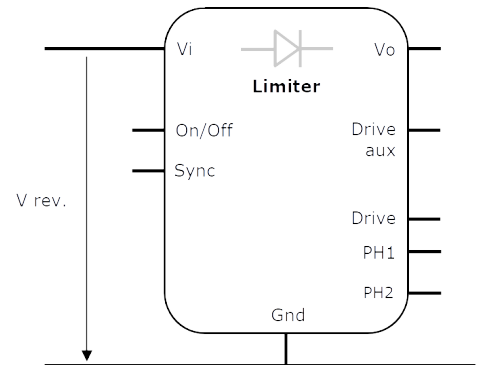 Vi
Vo
Limiter
On/Off
Drive
aux
Sync
V rev.
Drive
PH1
PH2
Gnd